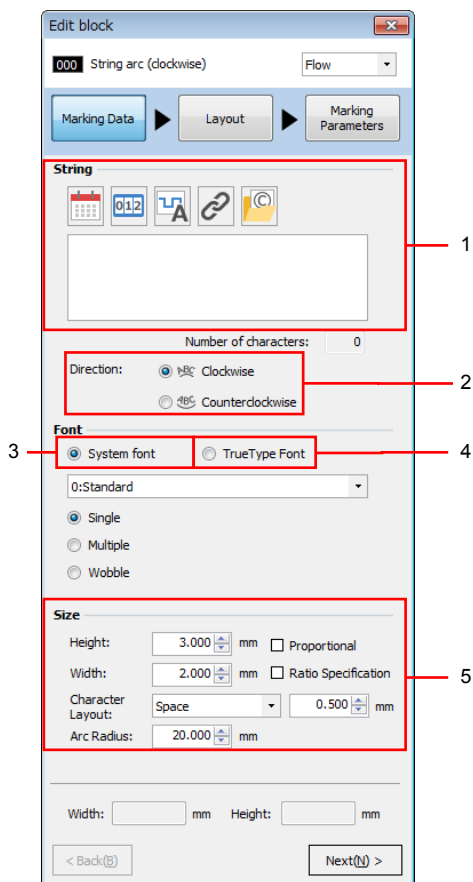 Edit block
000 String arc (clockwise) Flow
Marking Data Layout Marking Parameters
String
012 A ©
1
Number of characters: 0
Direction: ABC Clockwise
2
ABC Counterclockwise
Font
3 System font TrueType Font 4
0:Standard
Single
Multiple
Wobble
Size
Height: 3.000 mm Proportional
Width: 2.000 mm Ratio Specification
5
Character Layout: Space 0.500 mm
Arc Radius: 20.000 mm
Width: mm Height: mm
< Back(B) Next(N) >